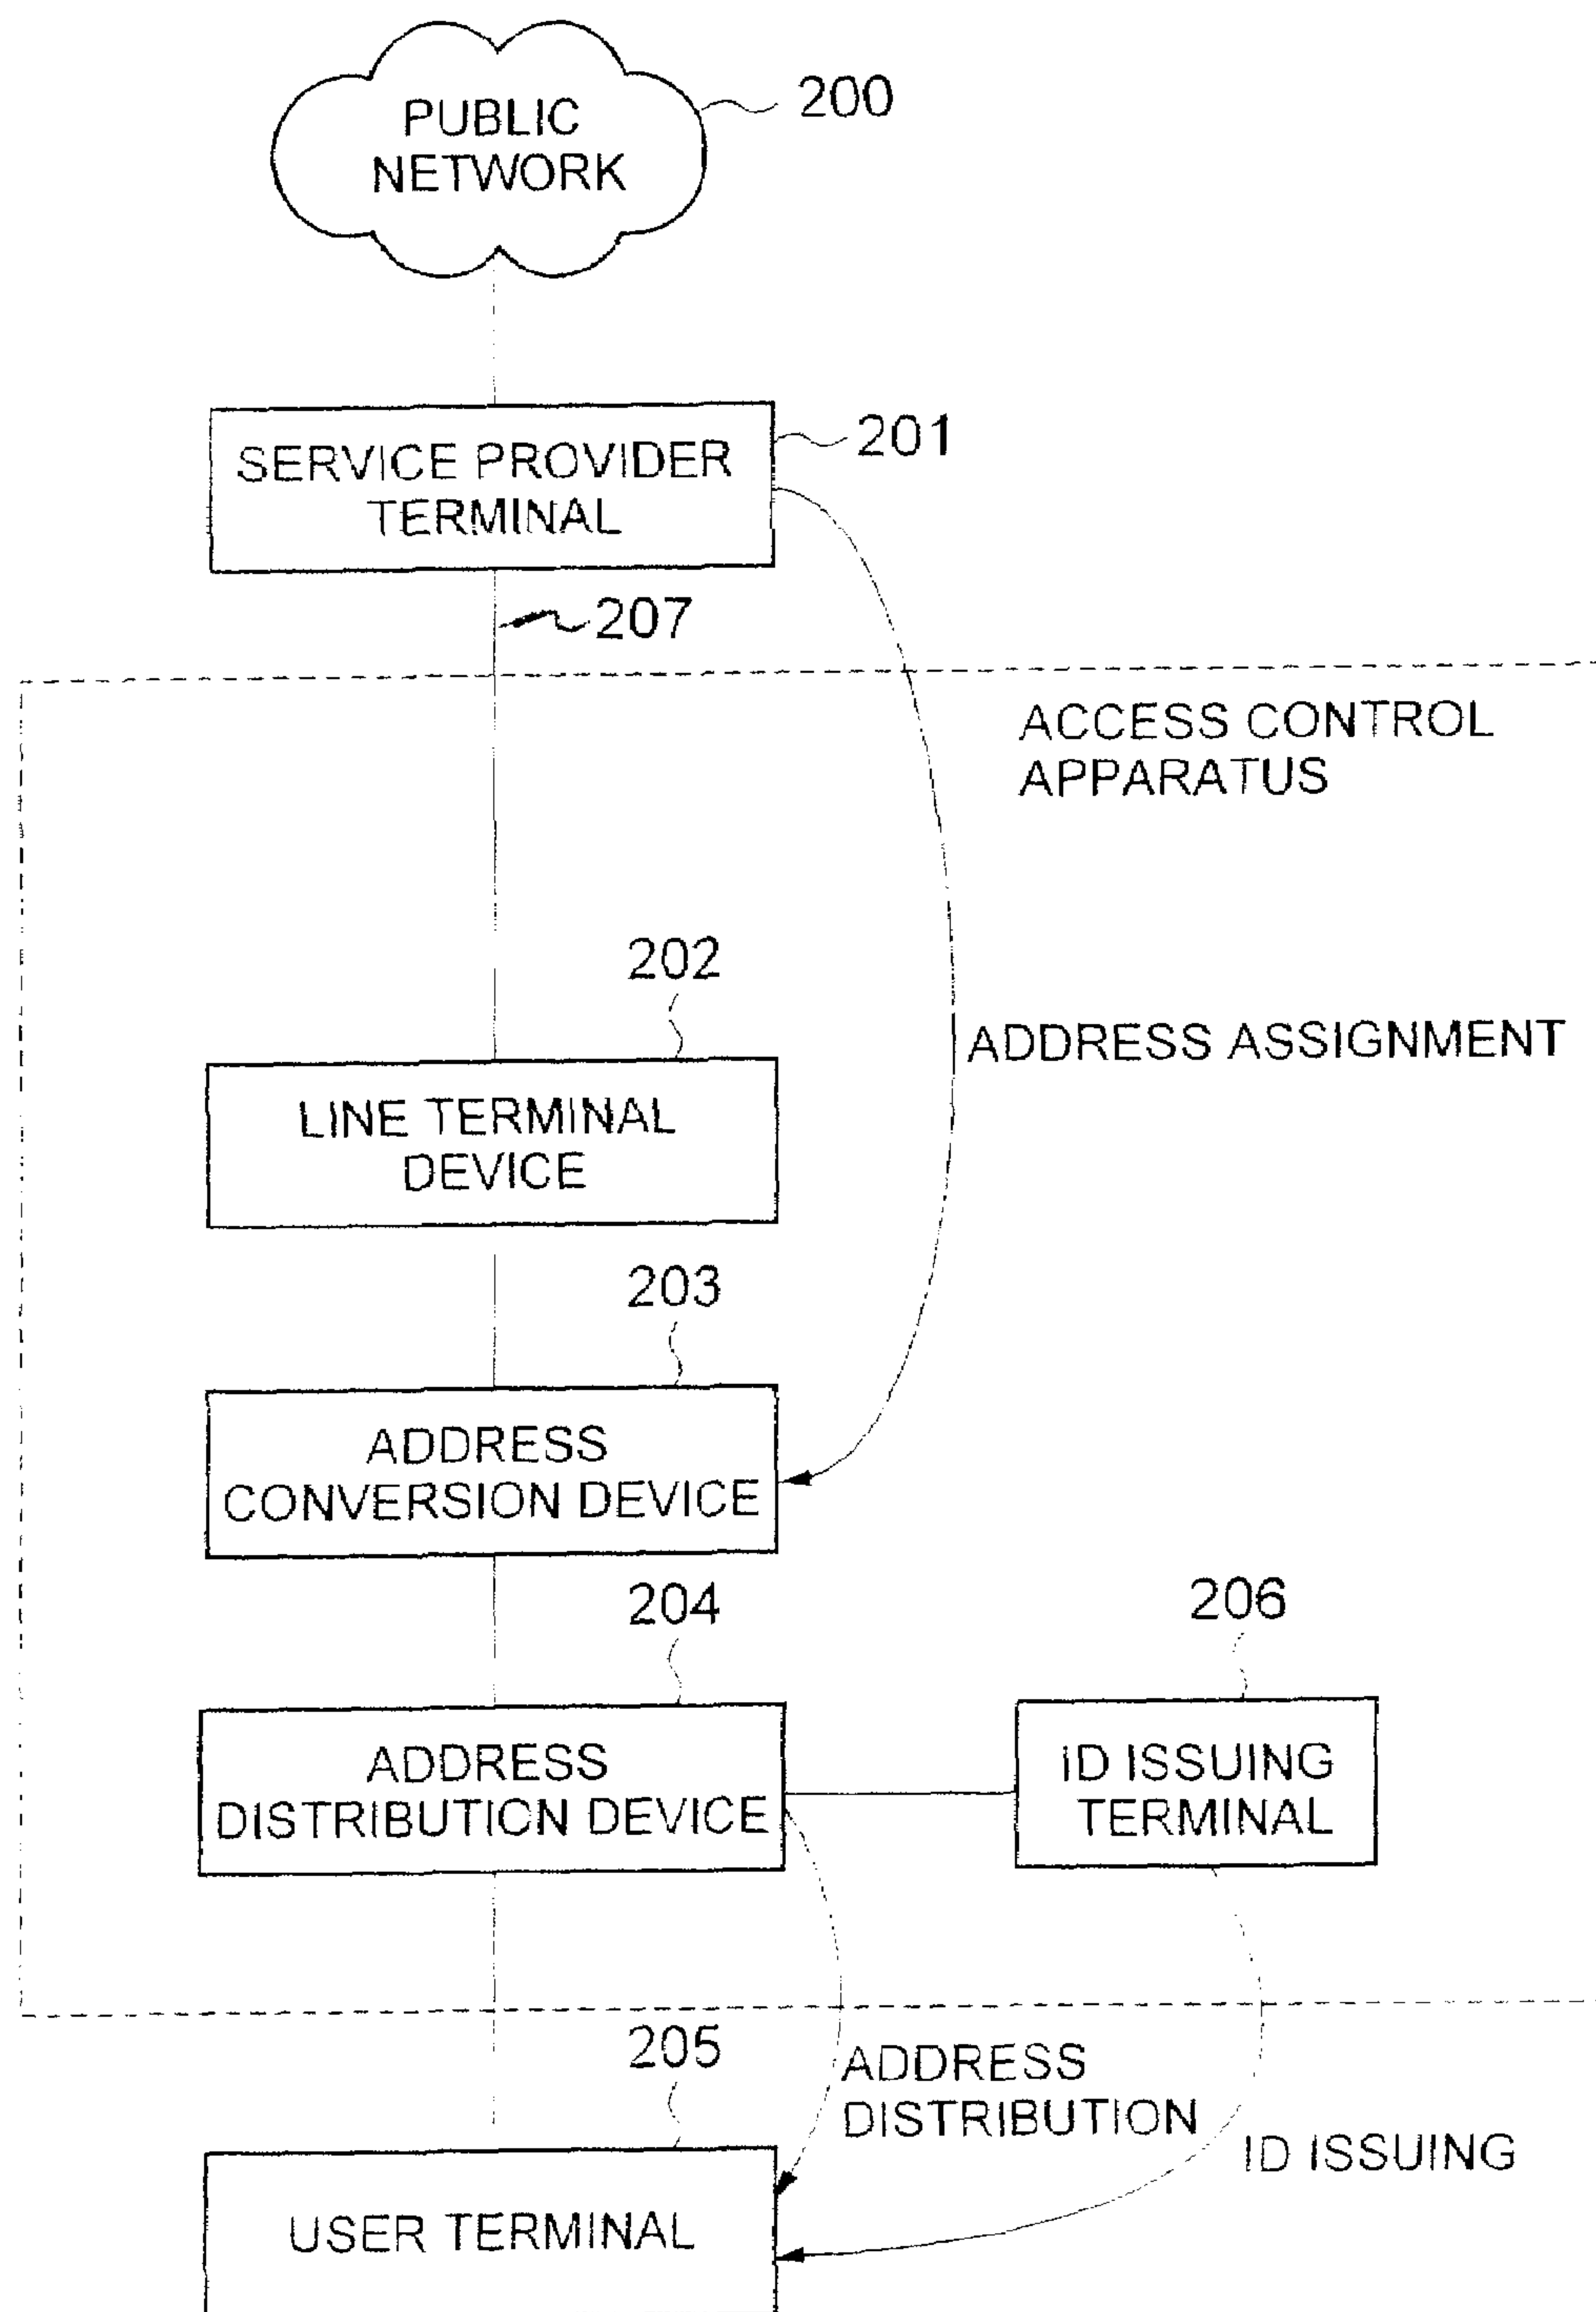 PUBLIC
NETWORK
200
SERVICE PROVIDER
TERMINAL
201
207
ACCESS CONTROL
APPARATUS
202
LINE TERMINAL
DEVICE
ADDRESS ASSIGNMENT
203
ADDRESS
CONVERSION DEVICE
204
ADDRESS
DISTRIBUTION DEVICE
206
ID ISSUING
TERMINAL
205
USER TERMINAL
ADDRESS
DISTRIBUTION
ID ISSUING